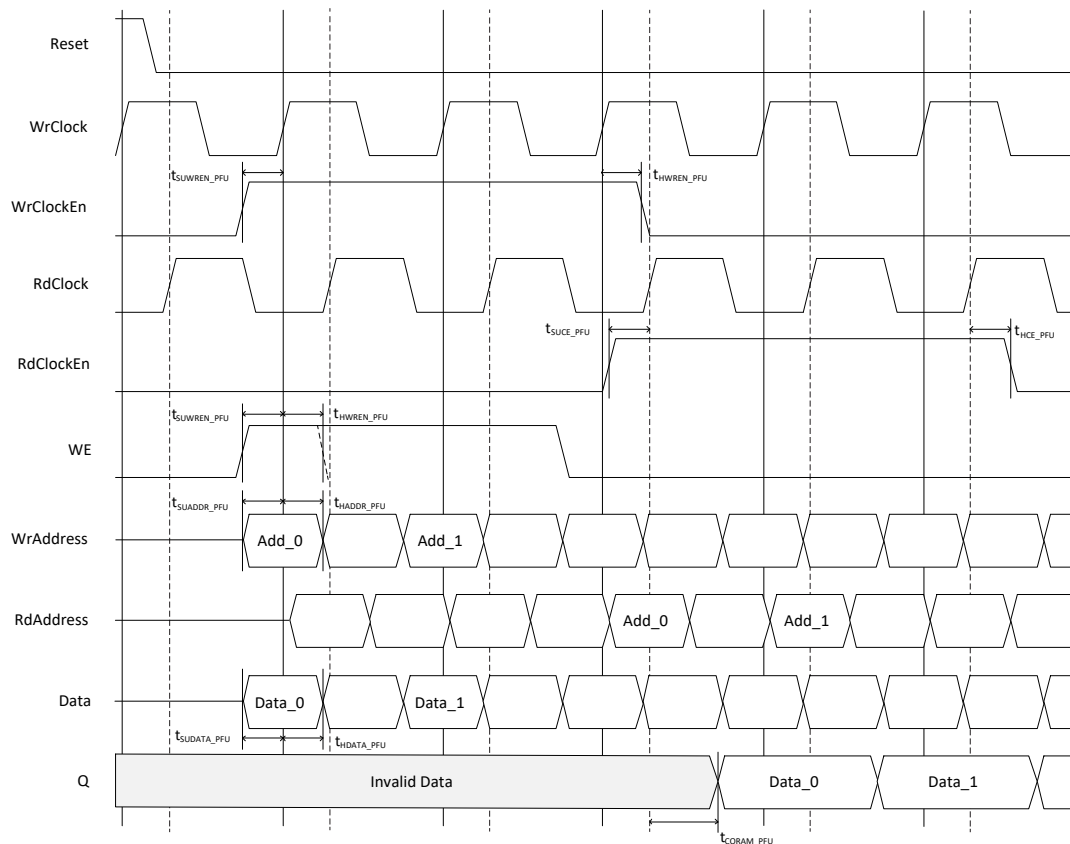 Reset
WrClock
tSUWREN_PFU tHWREN_PFU
WrClockEn
RdClock
tSUCE_PFU tHCE_PFU
RdClockEn
tSUWREN_PFU tHWREN_PFU
WE
tSUADDR_PFU tHADDR_PFU
WrAddress Add_0 Add_1
RdAddress Add_0 Add_1
Data Data_0 Data_1
tSUDATA_PFU tHDATA_PFU
Q Invalid Data Data_0 Data_1
tCORAM_PFU